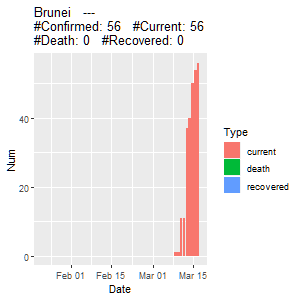 Brunei   ---
#Confirmed: 56   #Current: 56
#Death: 0   #Recovered: 0
Num
40
20
0
Feb 01
Feb 15
Mar 01
Mar 15
Date
Type
current
death
recovered